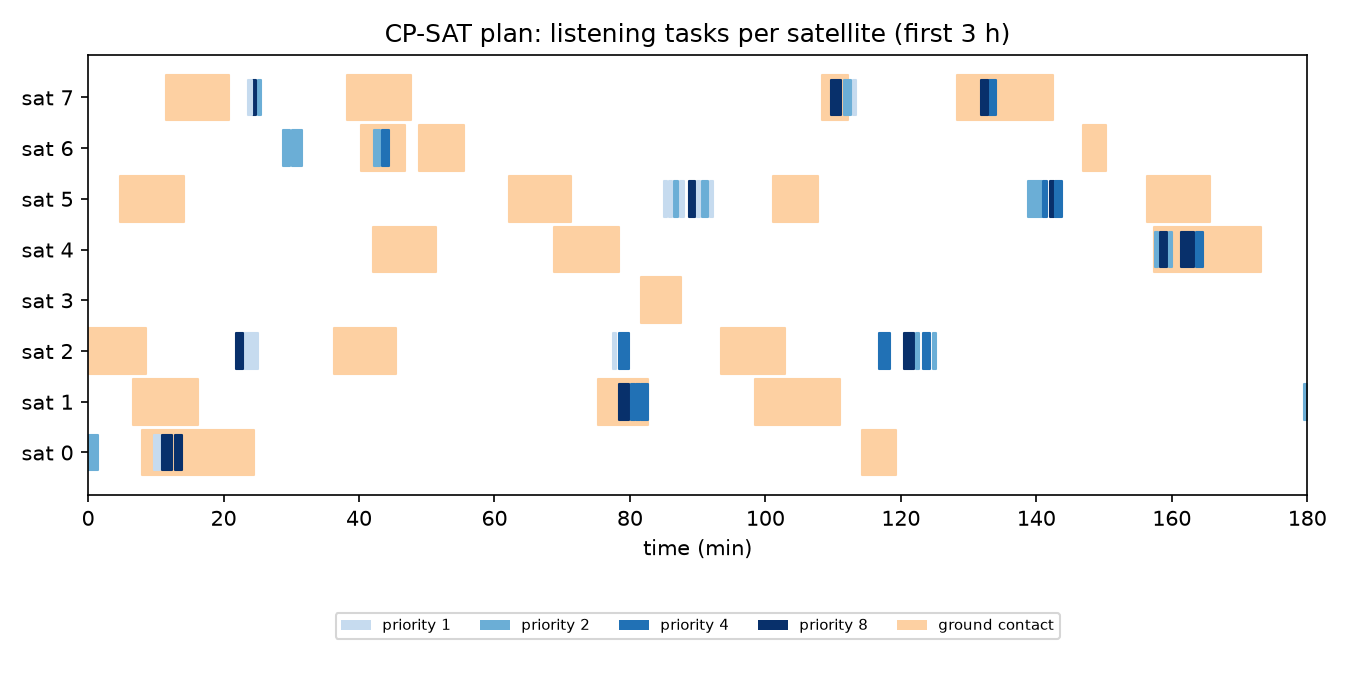 CP-SAT plan: listening tasks per satellite (first 3 h)
sat 7
sat 6
sat 5
sat 4
sat 3
sat 2
sat 1
sat 0
0 20 40 60 80 100 120 140 160 180
time (min)
priority 1 priority 2 priority 4 priority 8 ground contact